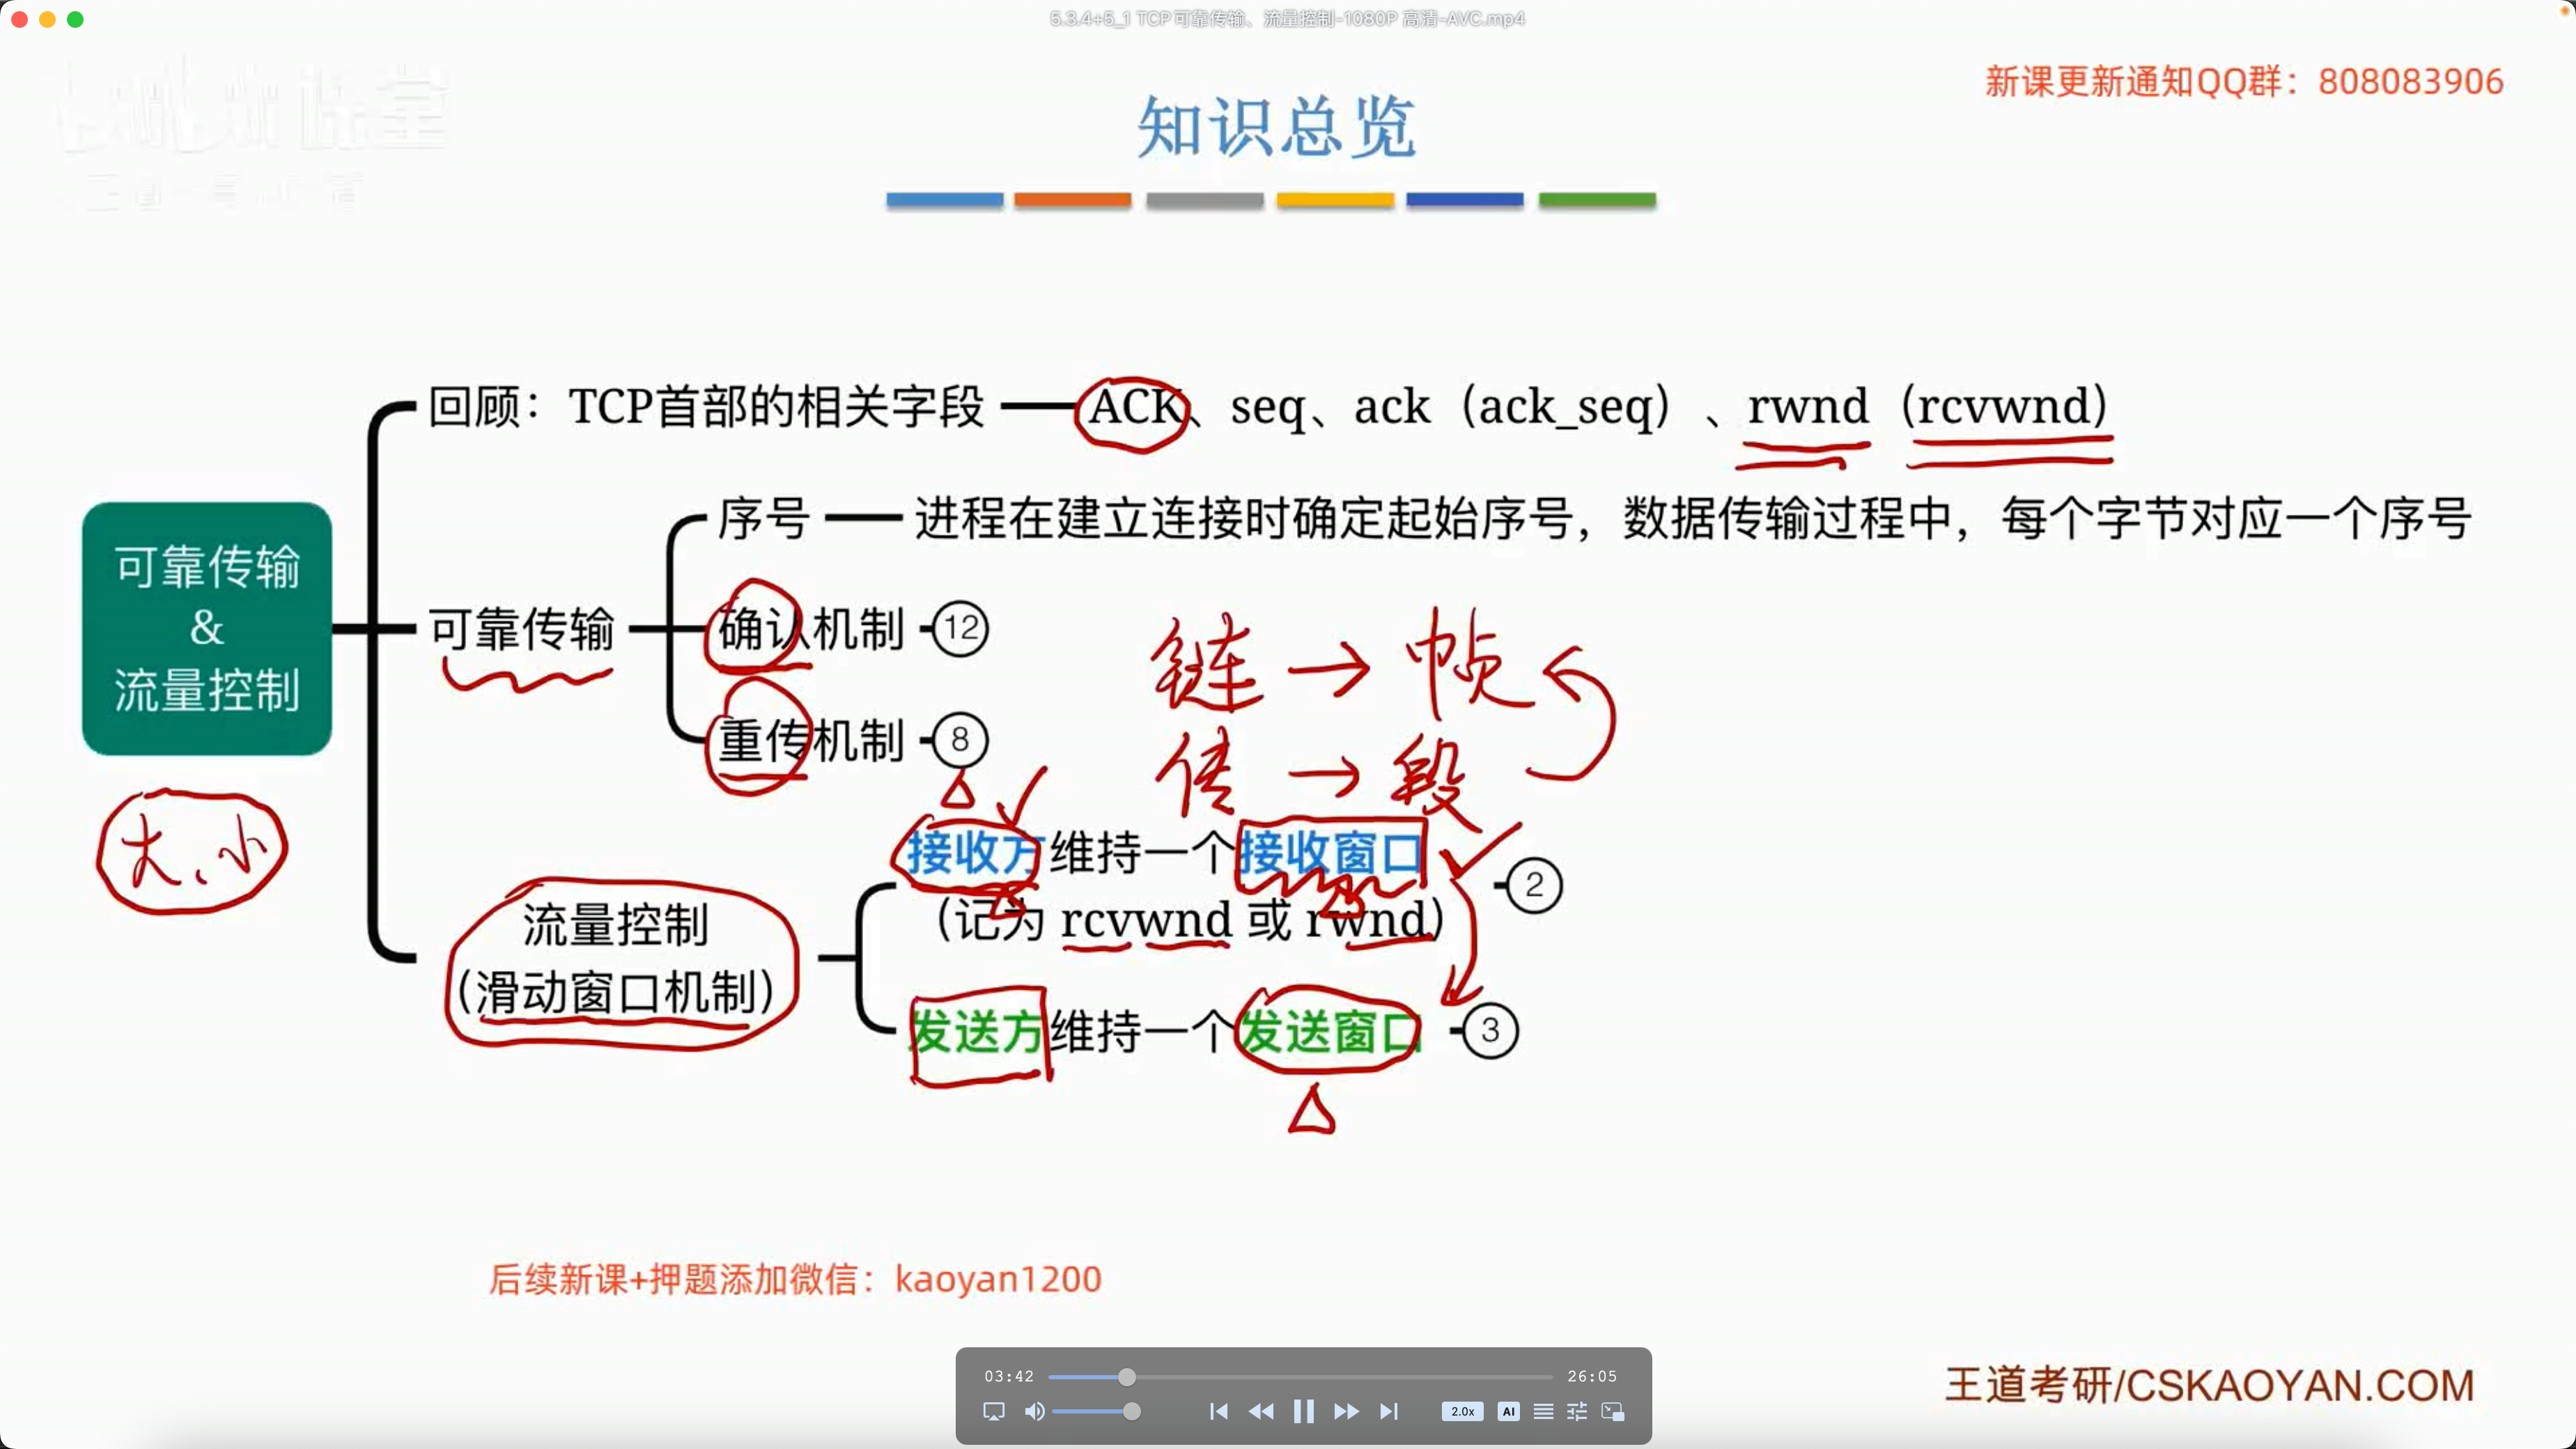 5.3.4+5_1 TCP可靠传输、流量控制-1080P 高清-AVC.mp4
新课更新通知QQ群：808083906
知识总览
回顾：TCP首部的相关字段 ACK、seq、ack（ack_seq）、rwnd（rcvwnd）
序号 进程在建立连接时确定起始序号，数据传输过程中，每个字节对应一个序号
可靠传输
&
流量控制
可靠传输
确认机制 12
重传机制 8
链 → 帧
传 → 段
大、小
流量控制
（滑动窗口机制）
接收方维持一个接收窗口
（记为 rcvwnd 或 rwnd）
2
发送方维持一个发送窗口 3
后续新课+押题添加微信：kaoyan1200
王道考研/CSKAOYAN.COM
03:42 26:05
2.0x AI